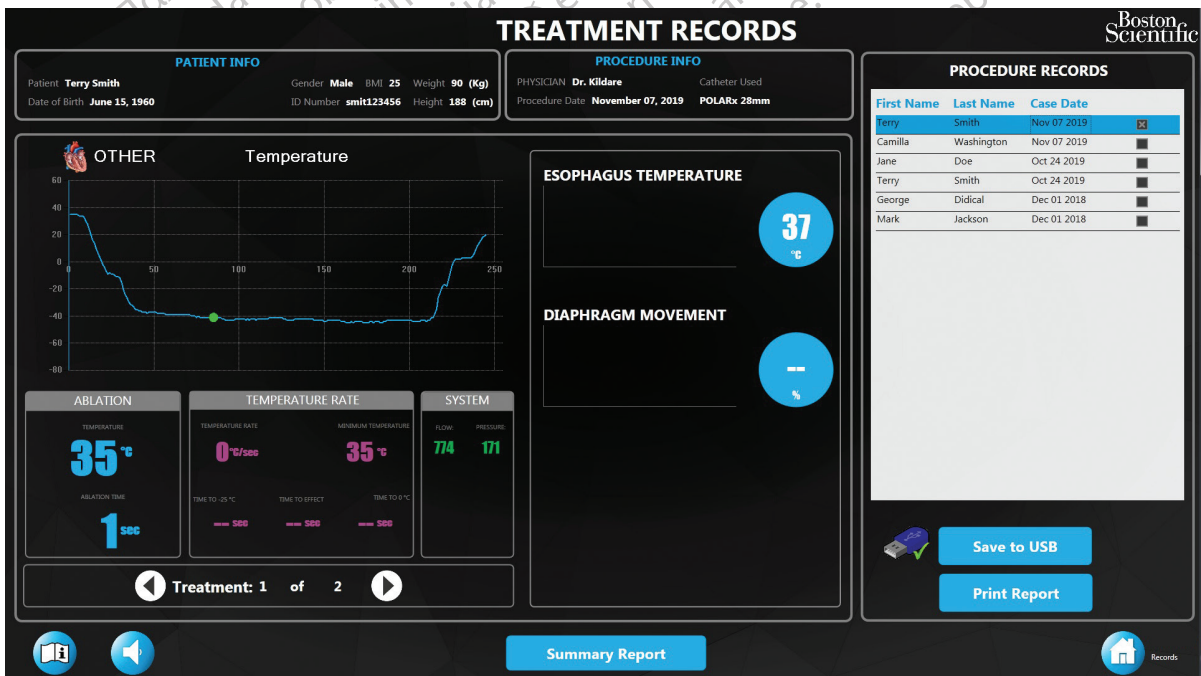 TREATMENT RECORDS
Boston
Scientific
PATIENT INFO
Patient Terry Smith
Gender Male BMI 25 Weight 90 (Kg)
Date of Birth June 15, 1960
ID Number smit123456 Height 188 (cm)
PROCEDURE INFO
PHYSICIAN Dr. Kildare
Catheter Used
Procedure Date November 07, 2019
POLARx 28mm
OTHER
Temperature
60
40
20
0
-20
-40
-60
-80
0 50 100 150 200 250
ABLATION
TEMPERATURE
35 °C
ABLATION TIME
1 sec
TEMPERATURE RATE
TEMPERATURE RATE
MINIMUM TEMPERATURE
0 °C/sec
35 °C
TIME TO -25 °C
TIME TO EFFECT
TIME TO 0 °C
-- sec
-- sec
-- sec
SYSTEM
FLOW: PRESSURE:
774 171
Treatment: 1 of 2
ESOPHAGUS TEMPERATURE
37
°C
DIAPHRAGM MOVEMENT
--
%
PROCEDURE RECORDS
First Name Last Name Case Date
Terry Smith Nov 07 2019
Camilla Washington Nov 07 2019
Jane Doe Oct 24 2019
Terry Smith Oct 24 2019
George Didical Dec 01 2018
Mark Jackson Dec 01 2018
Save to USB
Print Report
Summary Report
Records